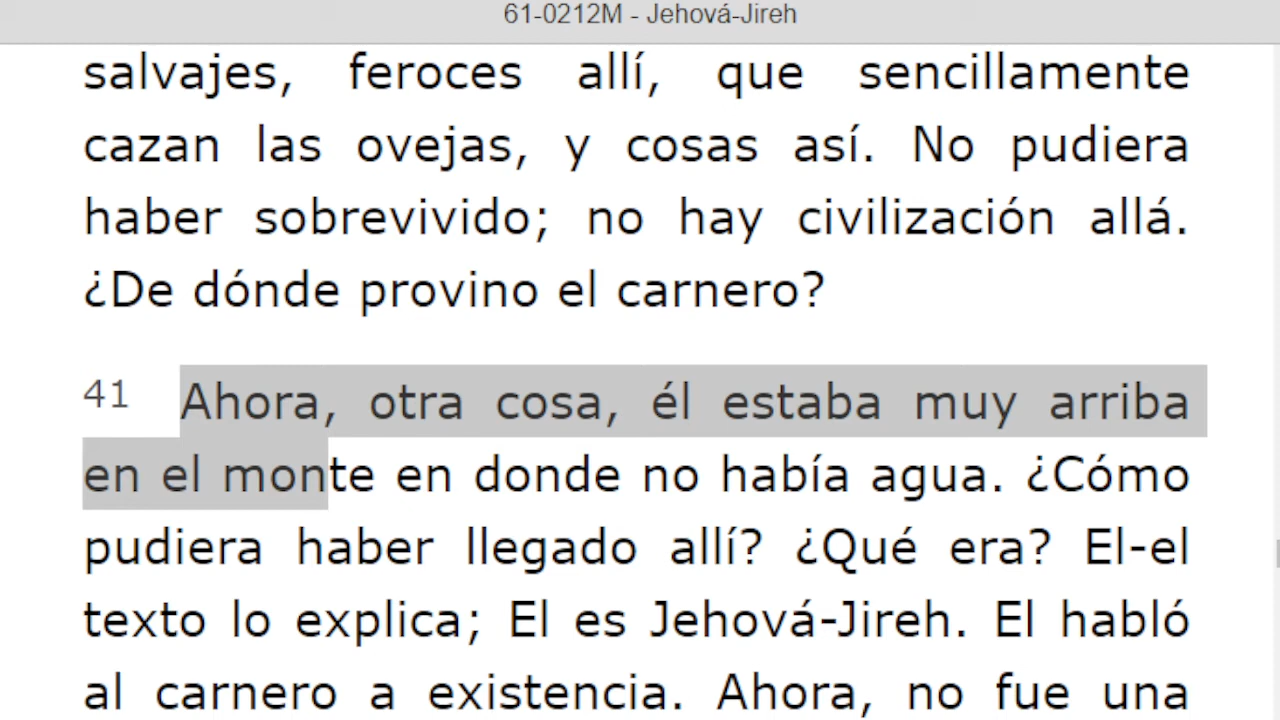 61-0212M - Jehová-Jireh
salvajes, feroces allí, que sencillamente
cazan las ovejas, y cosas así. No pudiera
haber sobrevivido; no hay civilización allá.
¿De dónde provino el carnero?
41 Ahora, otra cosa, él estaba muy arriba
en el monte en donde no había agua. ¿Cómo
pudiera haber llegado allí? ¿Qué era? El-el
texto lo explica; El es Jehová-Jireh. El habló
al carnero a existencia. Ahora, no fue una